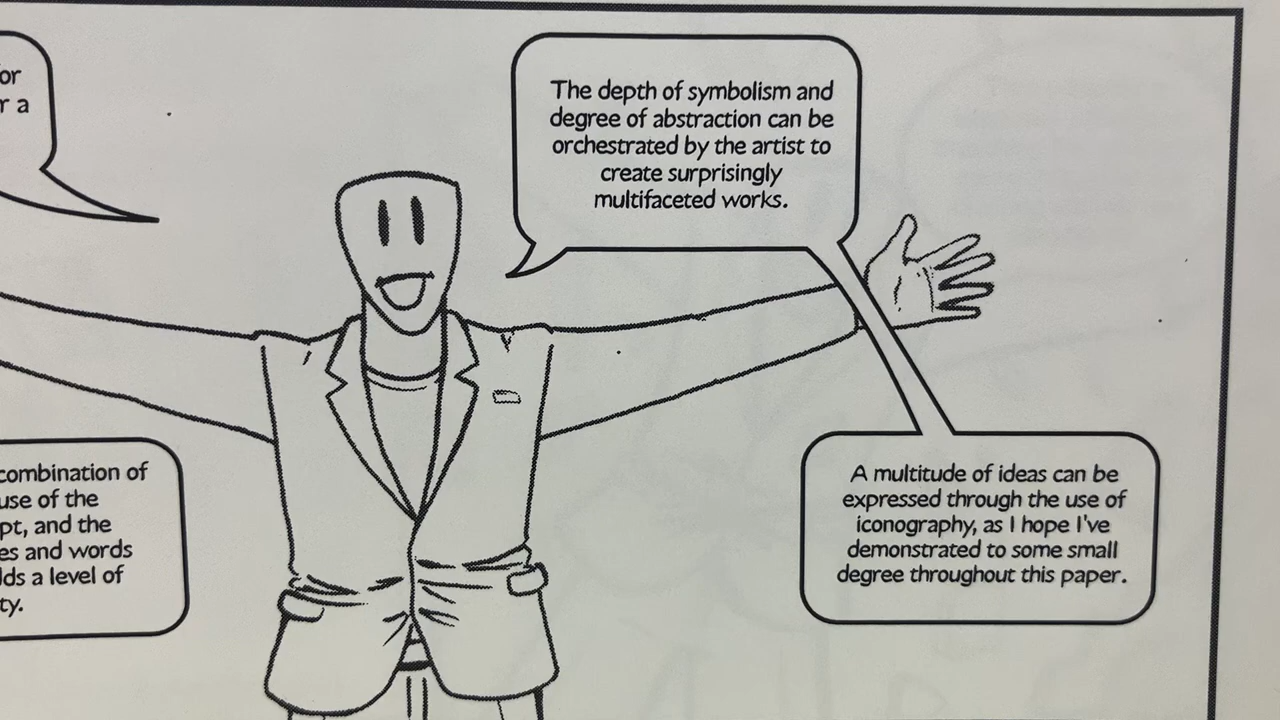 or
r a
The depth of symbolism and
degree of abstraction can be
orchestrated by the artist to
create surprisingly
multifaceted works.
combination of
use of the
pt, and the
es and words
lds a level of
ty.
A multitude of ideas can be
expressed through the use of
iconography, as I hope I've
demonstrated to some small
degree throughout this paper.